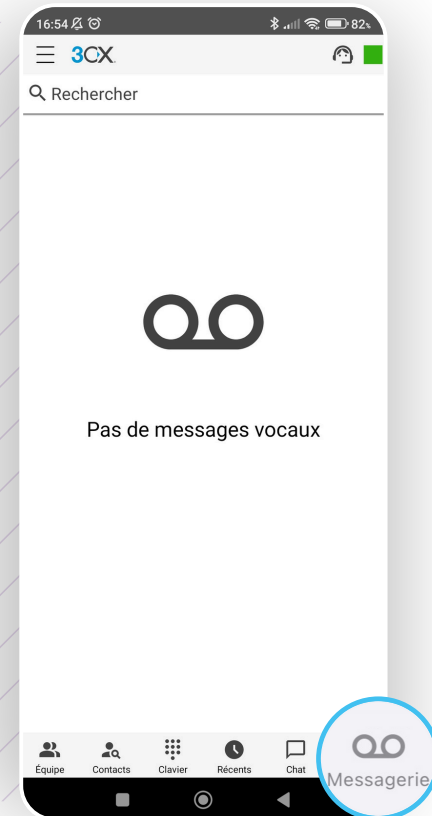 16:54 82%
3CX
Rechercher
Pas de messages vocaux
Équipe Contacts Clavier Récents Chat Messagerie